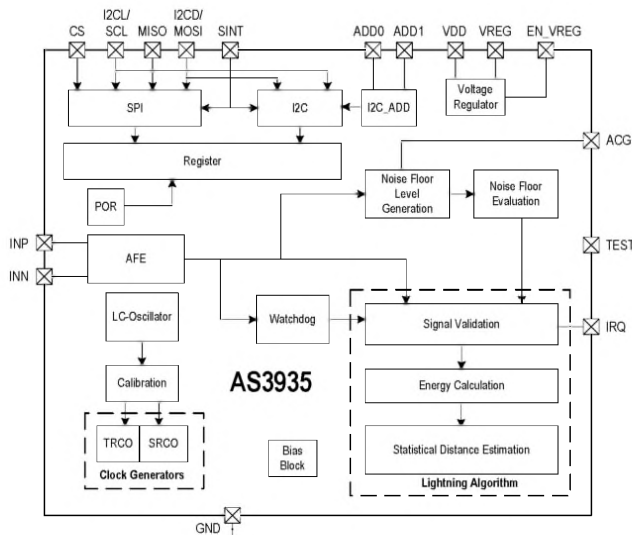 I2CL/ I2CD/
CS SCL MISO MOSI SINT ADD0 ADD1 VDD VREG EN_VREG
SPI I2C I2C_ADD Voltage
Regulator
Register
ACG
Noise Floor
Level
Generation
Noise Floor
Evaluation
POR
INP
AFE
TEST
INN
LC-Oscillator
Watchdog
Signal Validation
IRQ
Calibration
AS3935
Energy Calculation
TRCO SRCO
Statistical Distance Estimation
Bias
Block
Clock Generators
Lightning Algorithm
GND